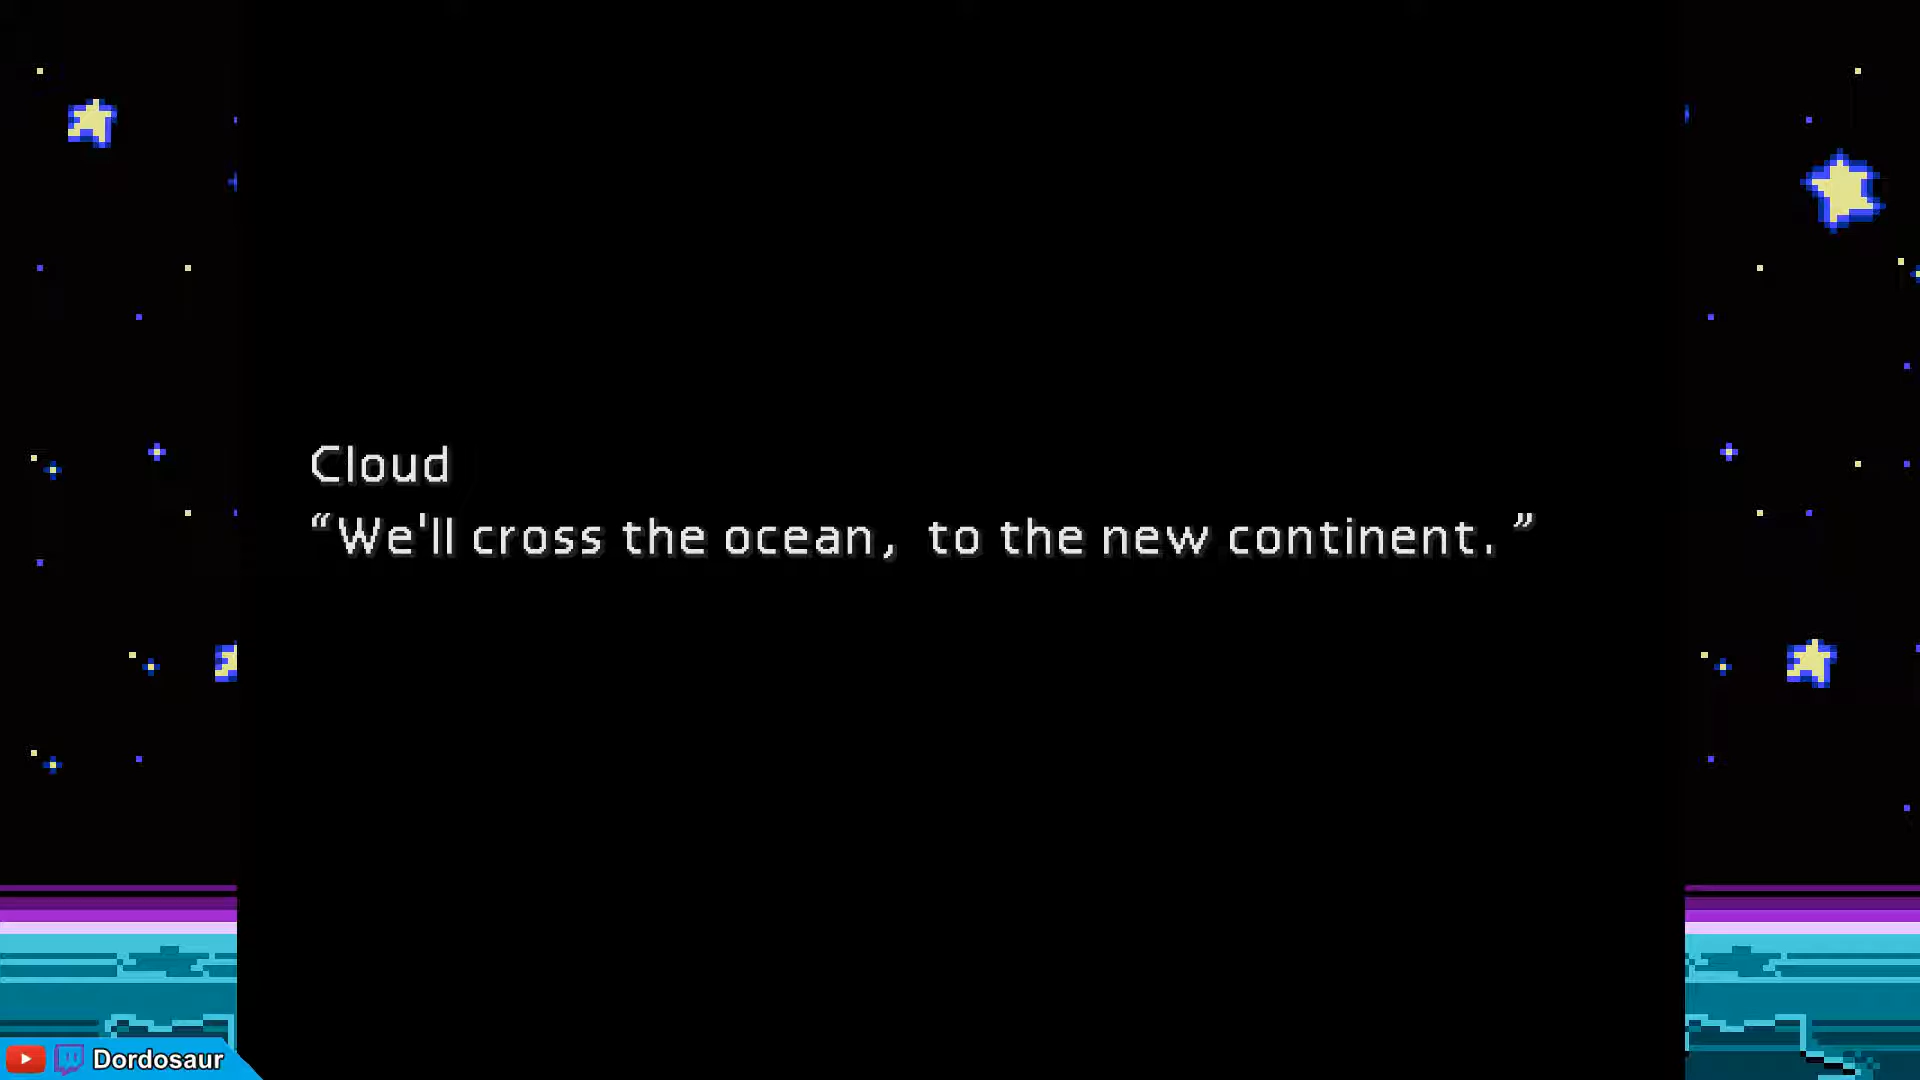 Cloud
“We'll cross the ocean, to the new continent.”
Dordosaur